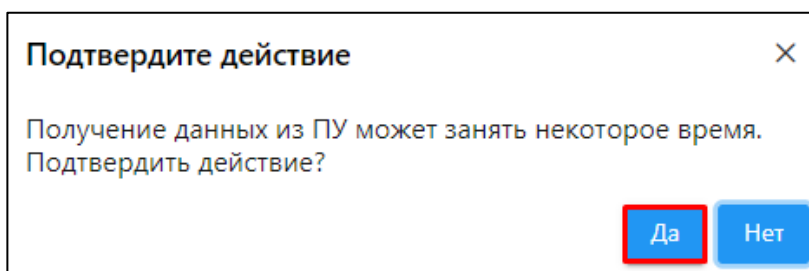 Подтвердите действие
Получение данных из ПУ может занять некоторое время.
Подтвердить действие?
Да Нет